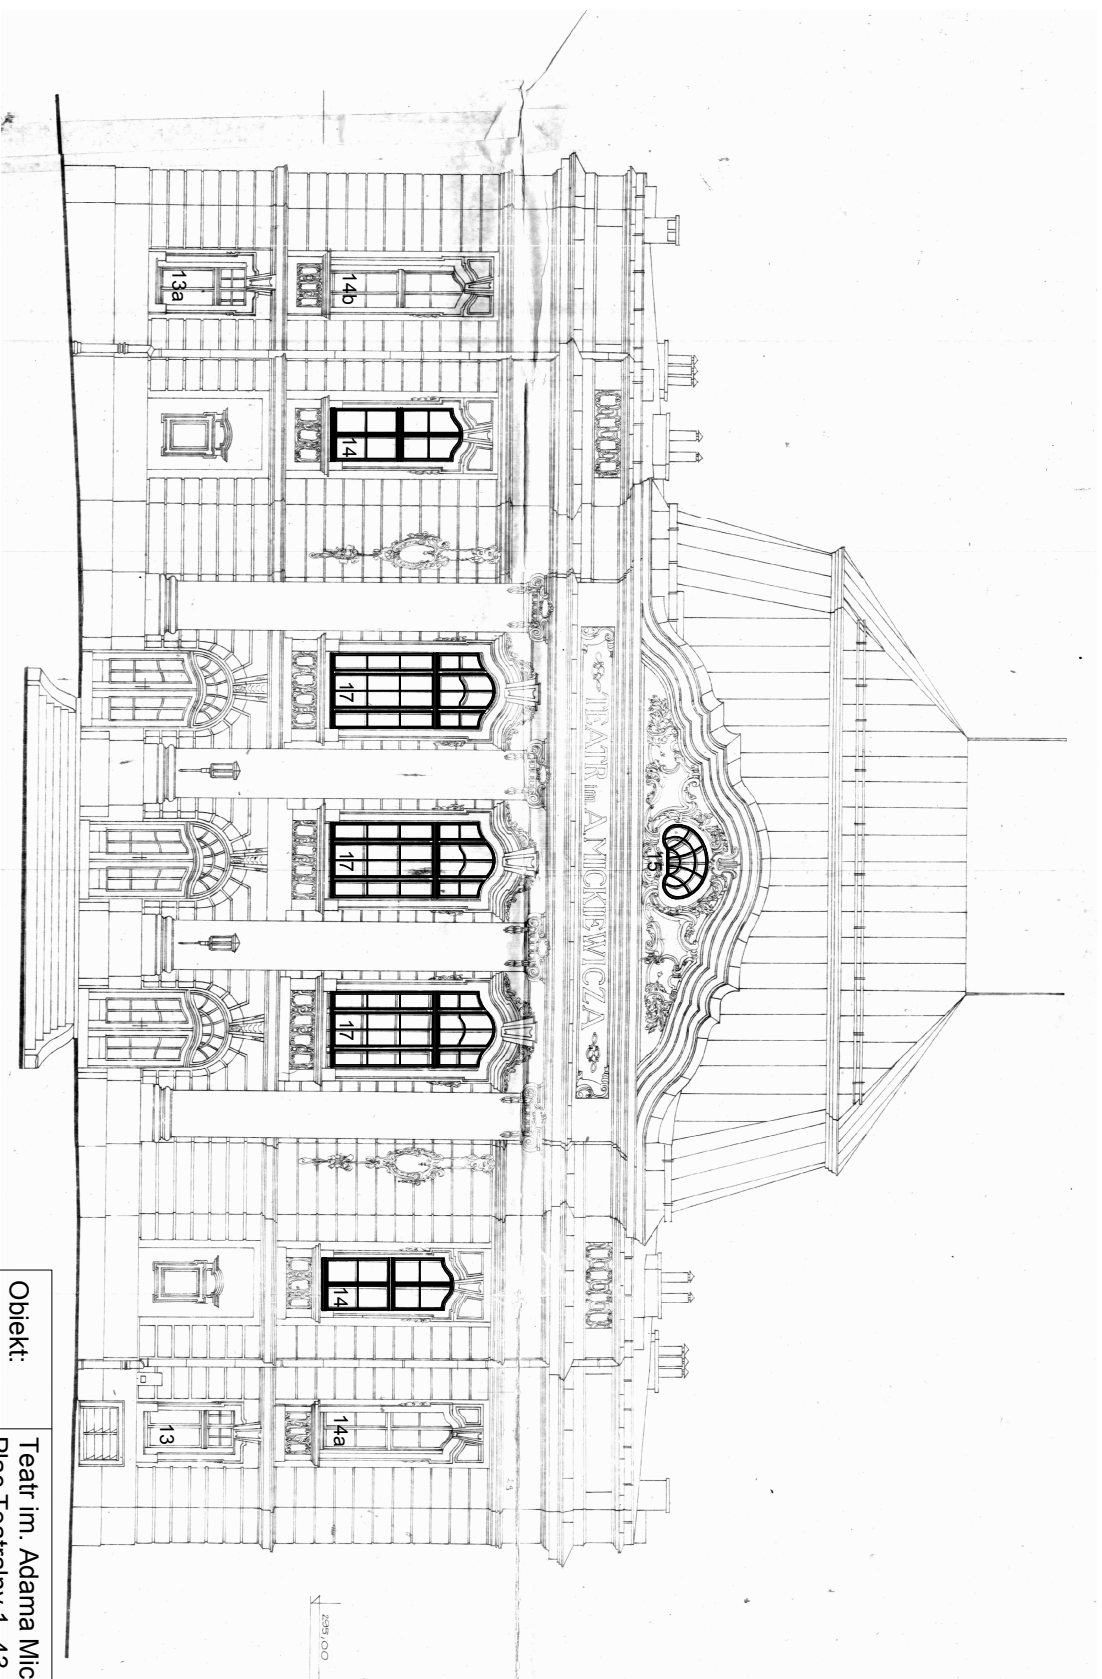 TEATR im. A. MICKIEWICZA
15
14b
14
17
17
17
14
14a
13a
13
295,00
Obiekt:
Teatr im. Adama Mic
Plac Teatralny 1, 42